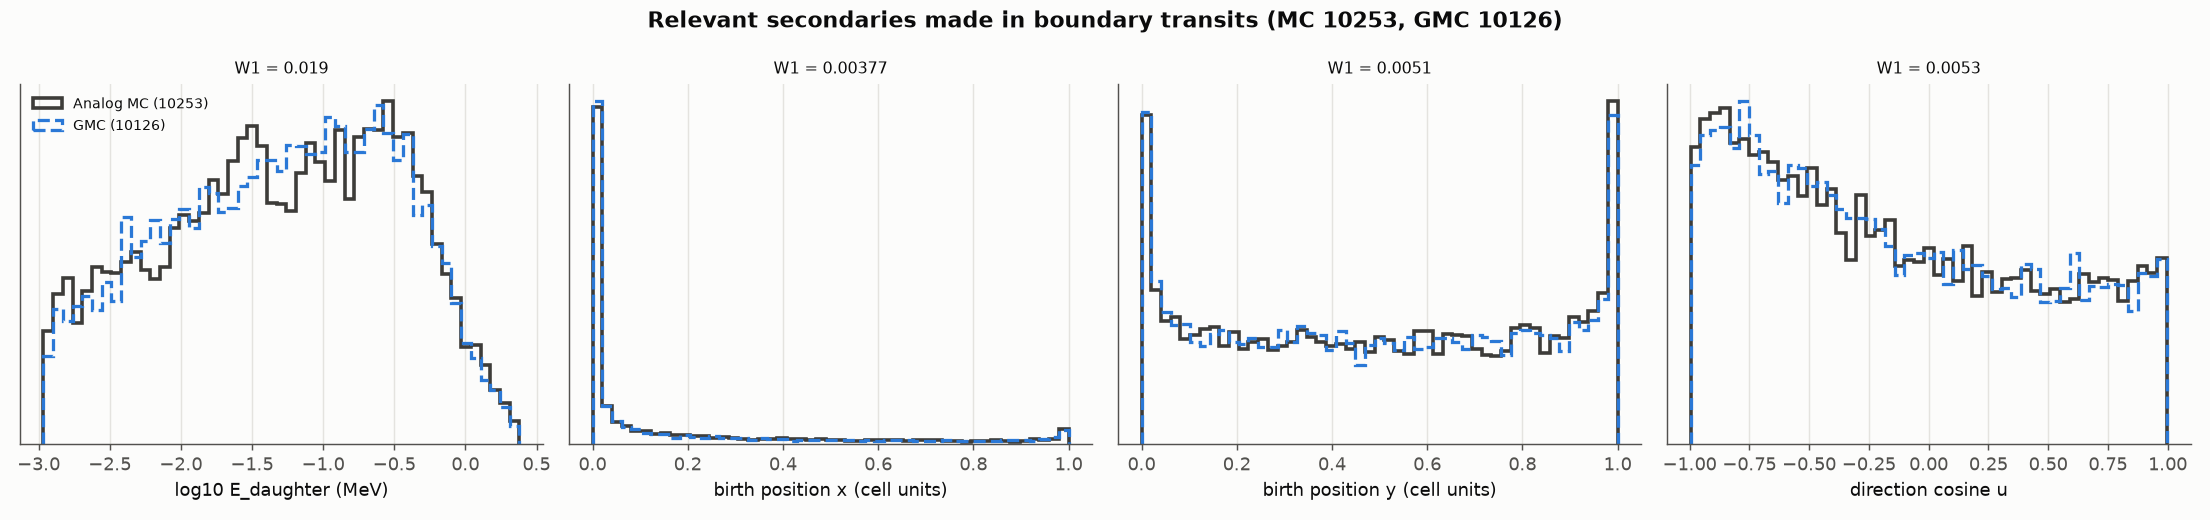 Relevant secondaries made in boundary transits (MC 10253, GMC 10126)
W1 = 0.019
W1 = 0.00377
W1 = 0.0051
W1 = 0.0053
Analog MC (10253)
GMC (10126)
−3.0 −2.5 −2.0 −1.5 −1.0 −0.5 0.0 0.5
0.0 0.2 0.4 0.6 0.8 1.0
0.0 0.2 0.4 0.6 0.8 1.0
−1.00 −0.75 −0.50 −0.25 0.00 0.25 0.50 0.75 1.00
log10 E_daughter (MeV)
birth position x (cell units)
birth position y (cell units)
direction cosine u